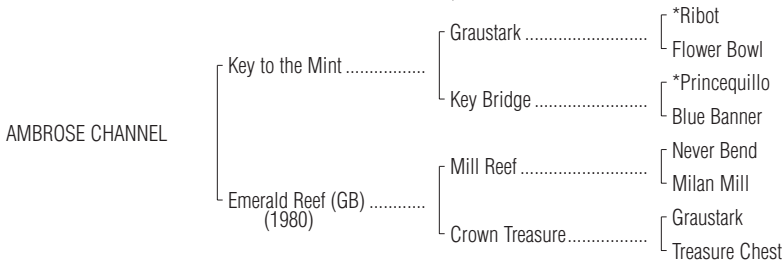 *Ribot
Graustark ..........................
Flower Bowl
Key to the Mint .................
*Princequillo
Key Bridge ........................
Blue Banner
AMBROSE CHANNEL
Never Bend
Mill Reef ...........................
Milan Mill
Emerald Reef (GB) ............
(1980)
Graustark
Crown Treasure.................
Treasure Chest